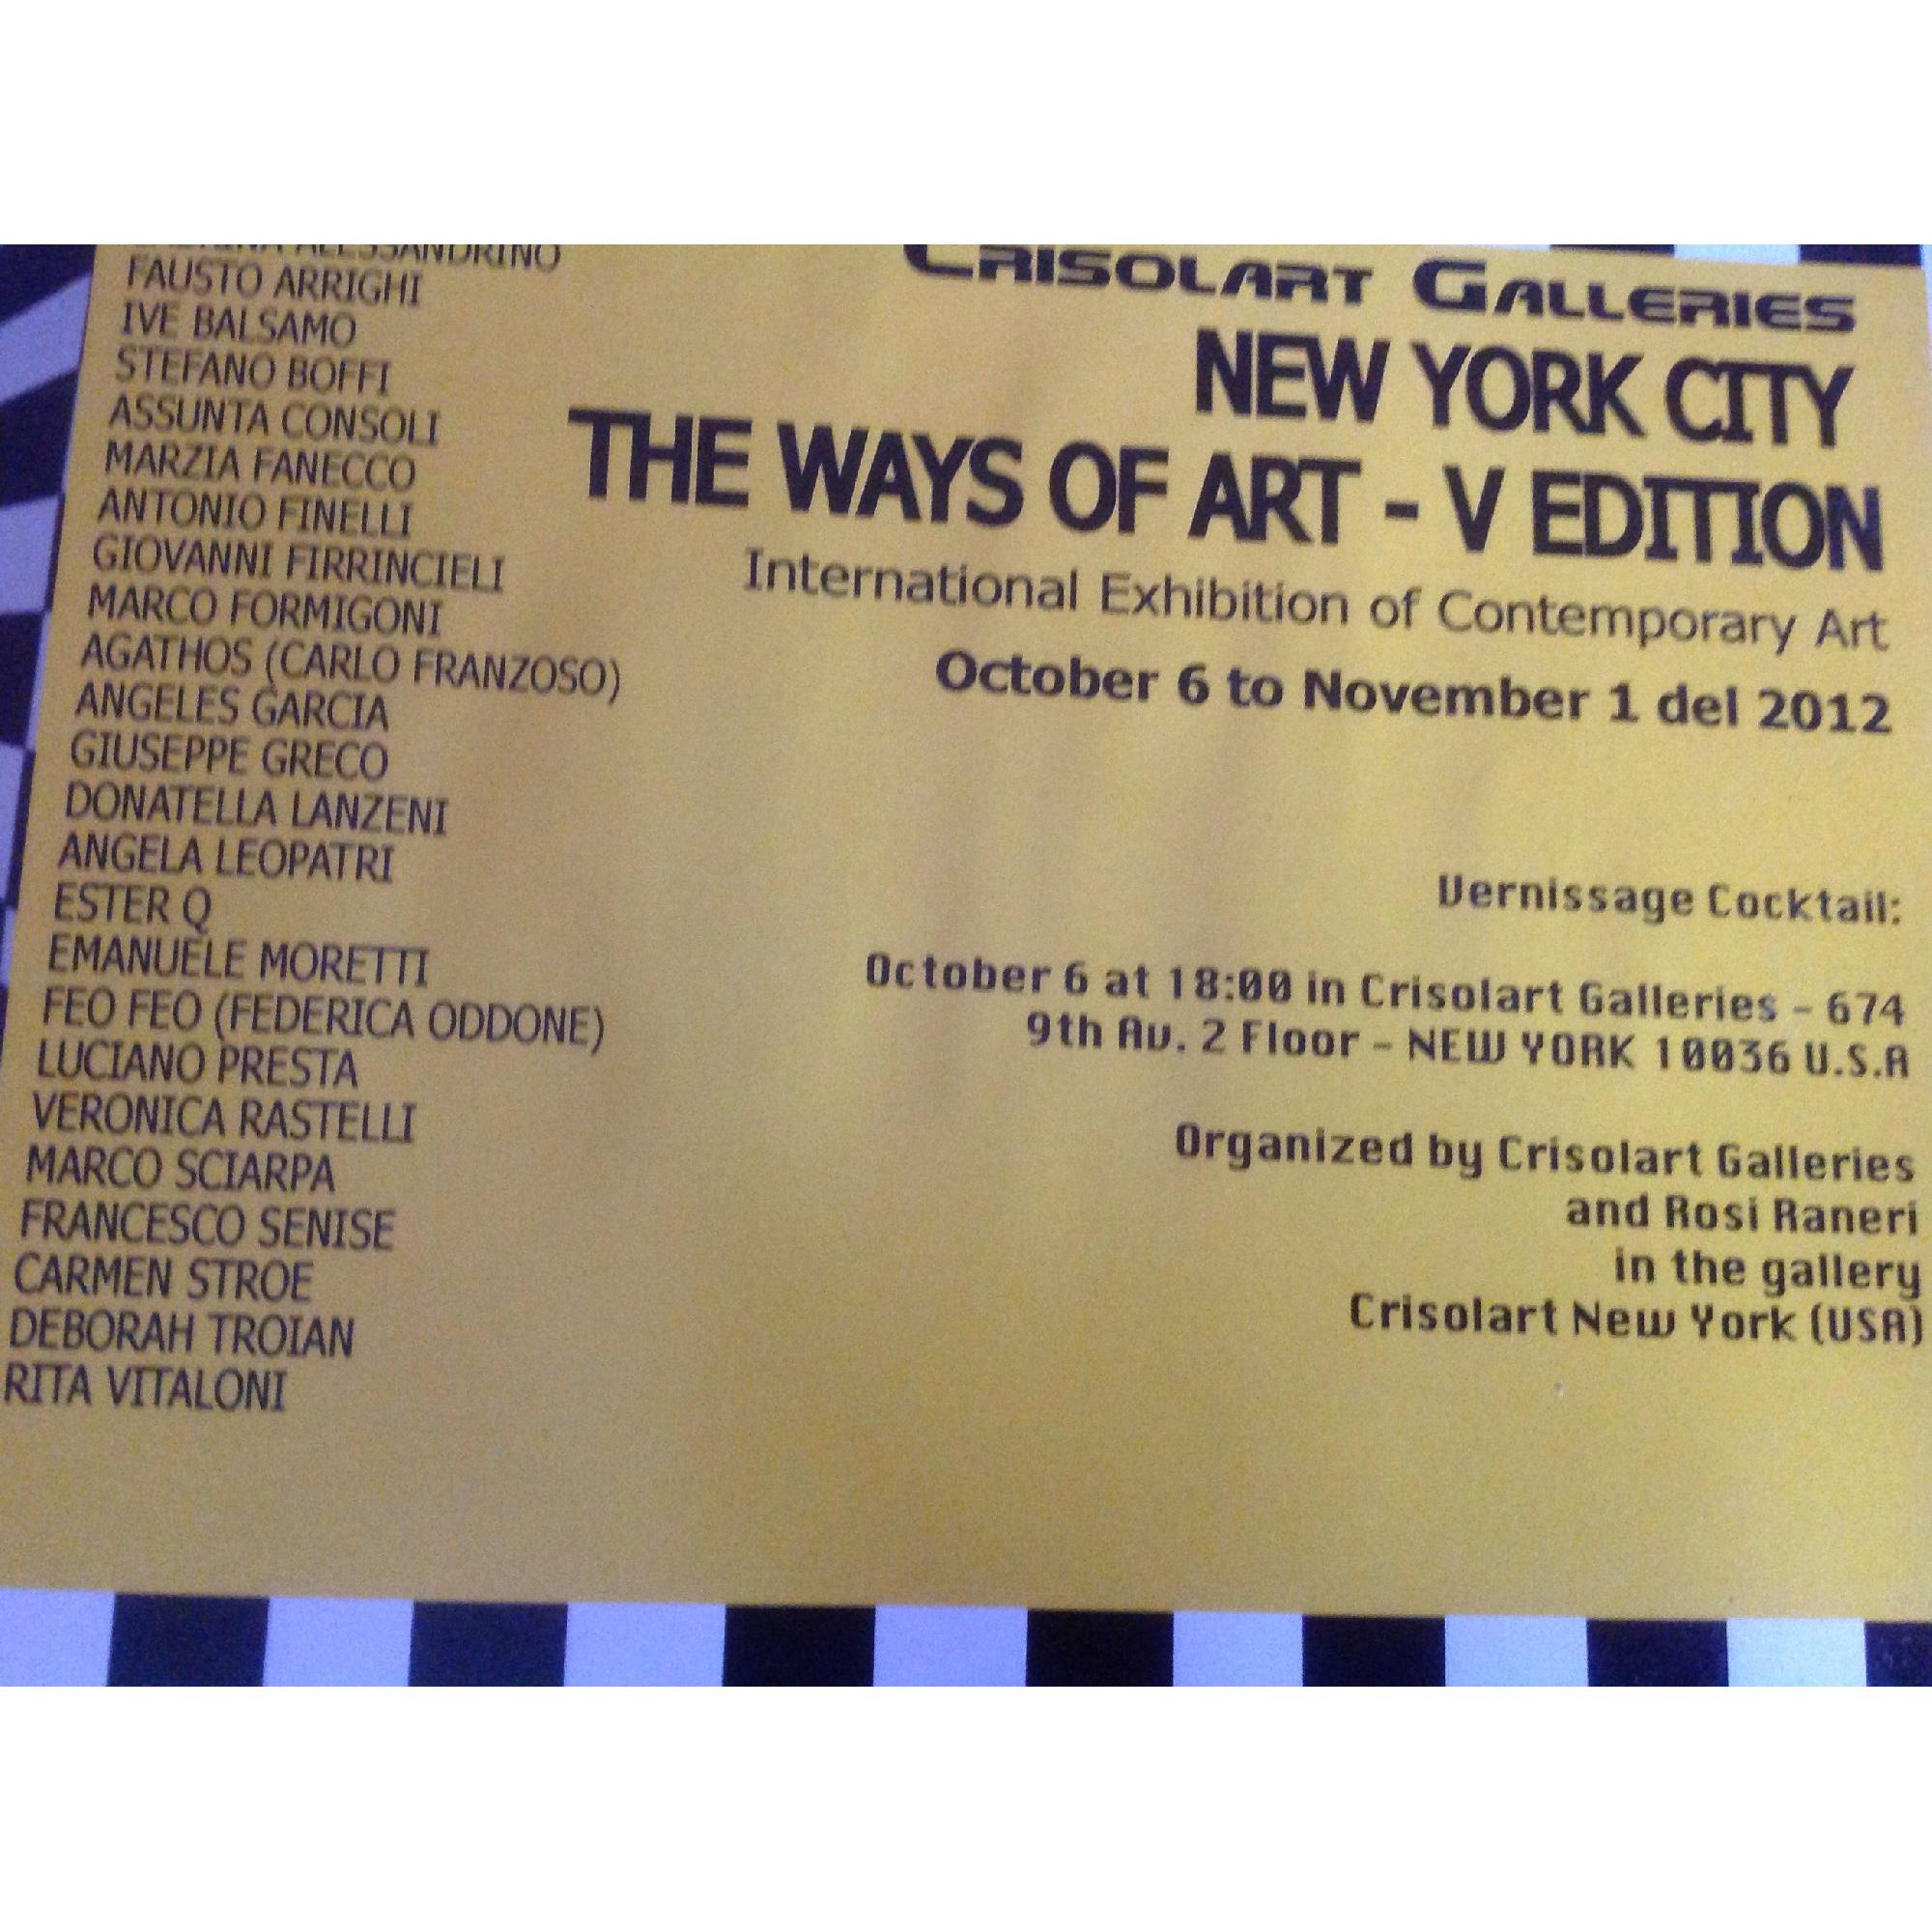 ALESSANDRINO
FAUSTO ARRIGHI
IVE BALSAMO
STEFANO BOFFI
ASSUNTA CONSOLI
MARZIA FANECCO
ANTONIO FINELLI
GIOVANNI FIRRINCIELI
MARCO FORMIGONI
AGATHOS (CARLO FRANZOSO)
ANGELES GARCIA
GIUSEPPE GRECO
DONATELLA LANZENI
ANGELA LEOPATRI
ESTER Q
EMANUELE MORETTI
FEO FEO (FEDERICA ODDONE)
LUCIANO PRESTA
VERONICA RASTELLI
MARCO SCIARPA
FRANCESCO SENISE
CARMEN STROE
DEBORAH TROIAN
RITA VITALONI
CRISOLART GALLERIES
NEW YORK CITY
THE WAYS OF ART - V EDITION
International Exhibition of Contemporary Art
October 6 to November 1 del 2012
Vernissage Cocktail:
October 6 at 18:00 in Crisolart Galleries - 674
9th Av. 2 Floor - NEW YORK 10036 U.S.A
Organized by Crisolart Galleries
and Rosi Raneri
in the gallery
Crisolart New York (USA)